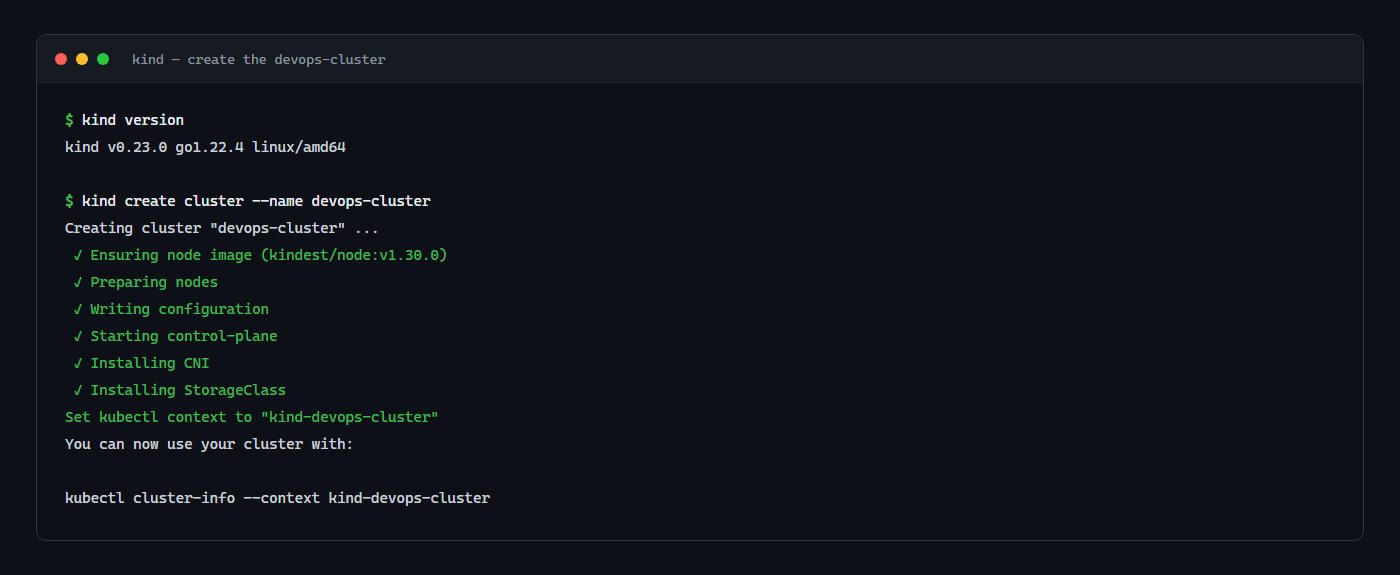 kind — create the devops-cluster
$ kind version
kind v0.23.0 go1.22.4 linux/amd64
$ kind create cluster --name devops-cluster
Creating cluster "devops-cluster" ...
✓ Ensuring node image (kindest/node:v1.30.0)
✓ Preparing nodes
✓ Writing configuration
✓ Starting control-plane
✓ Installing CNI
✓ Installing StorageClass
Set kubectl context to "kind-devops-cluster"
You can now use your cluster with:
kubectl cluster-info --context kind-devops-cluster